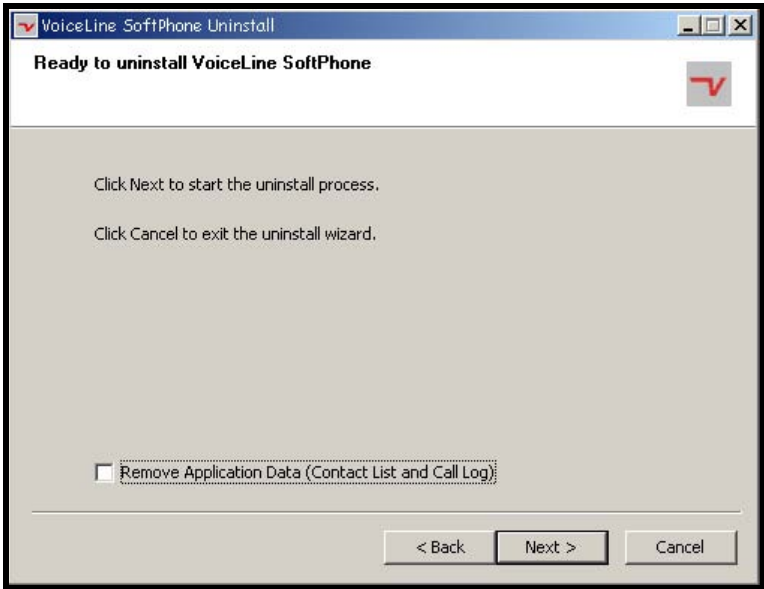 VoiceLine SoftPhone Uninstall
Ready to uninstall VoiceLine SoftPhone
Click Next to start the uninstall process.
Click Cancel to exit the uninstall wizard.
Remove Application Data (Contact List and Call Log)
< Back Next > Cancel